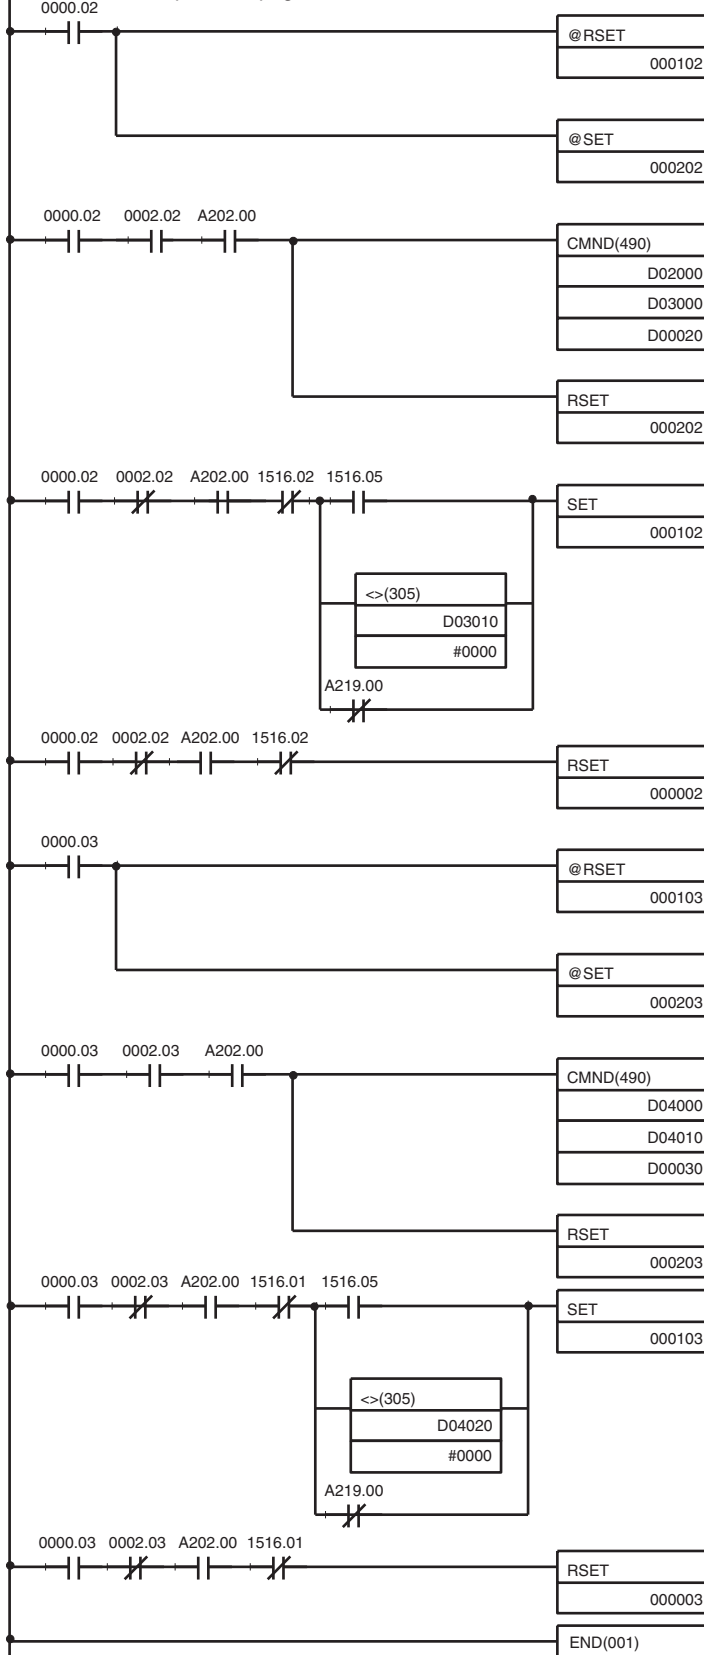 0000.02
@RSET
000102
@SET
000202
0000.02 0002.02 A202.00
CMND(490)
D02000
D03000
D00020
RSET
000202
0000.02 0002.02 A202.00 1516.02 1516.05
SET
000102
<>(305)
D03010
#0000
A219.00
0000.02 0002.02 A202.00 1516.02
RSET
000002
0000.03
@RSET
000103
@SET
000203
0000.03 0002.03 A202.00
CMND(490)
D04000
D04010
D00030
RSET
000203
0000.03 0002.03 A202.00 1516.01 1516.05
SET
000103
<>(305)
D04020
#0000
A219.00
0000.03 0002.03 A202.00 1516.01
RSET
000003
END(001)